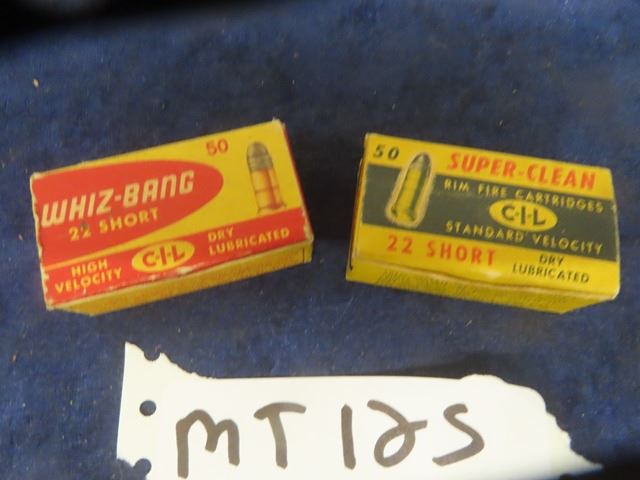 50
WHIZ-BANG
22 SHORT
HIGH VELOCITY
C-I-L
DRY LUBRICATED
50
SUPER-CLEAN
RIM FIRE CARTRIDGES
C-I-L
STANDARD VELOCITY
22 SHORT
DRY LUBRICATED
MT 125